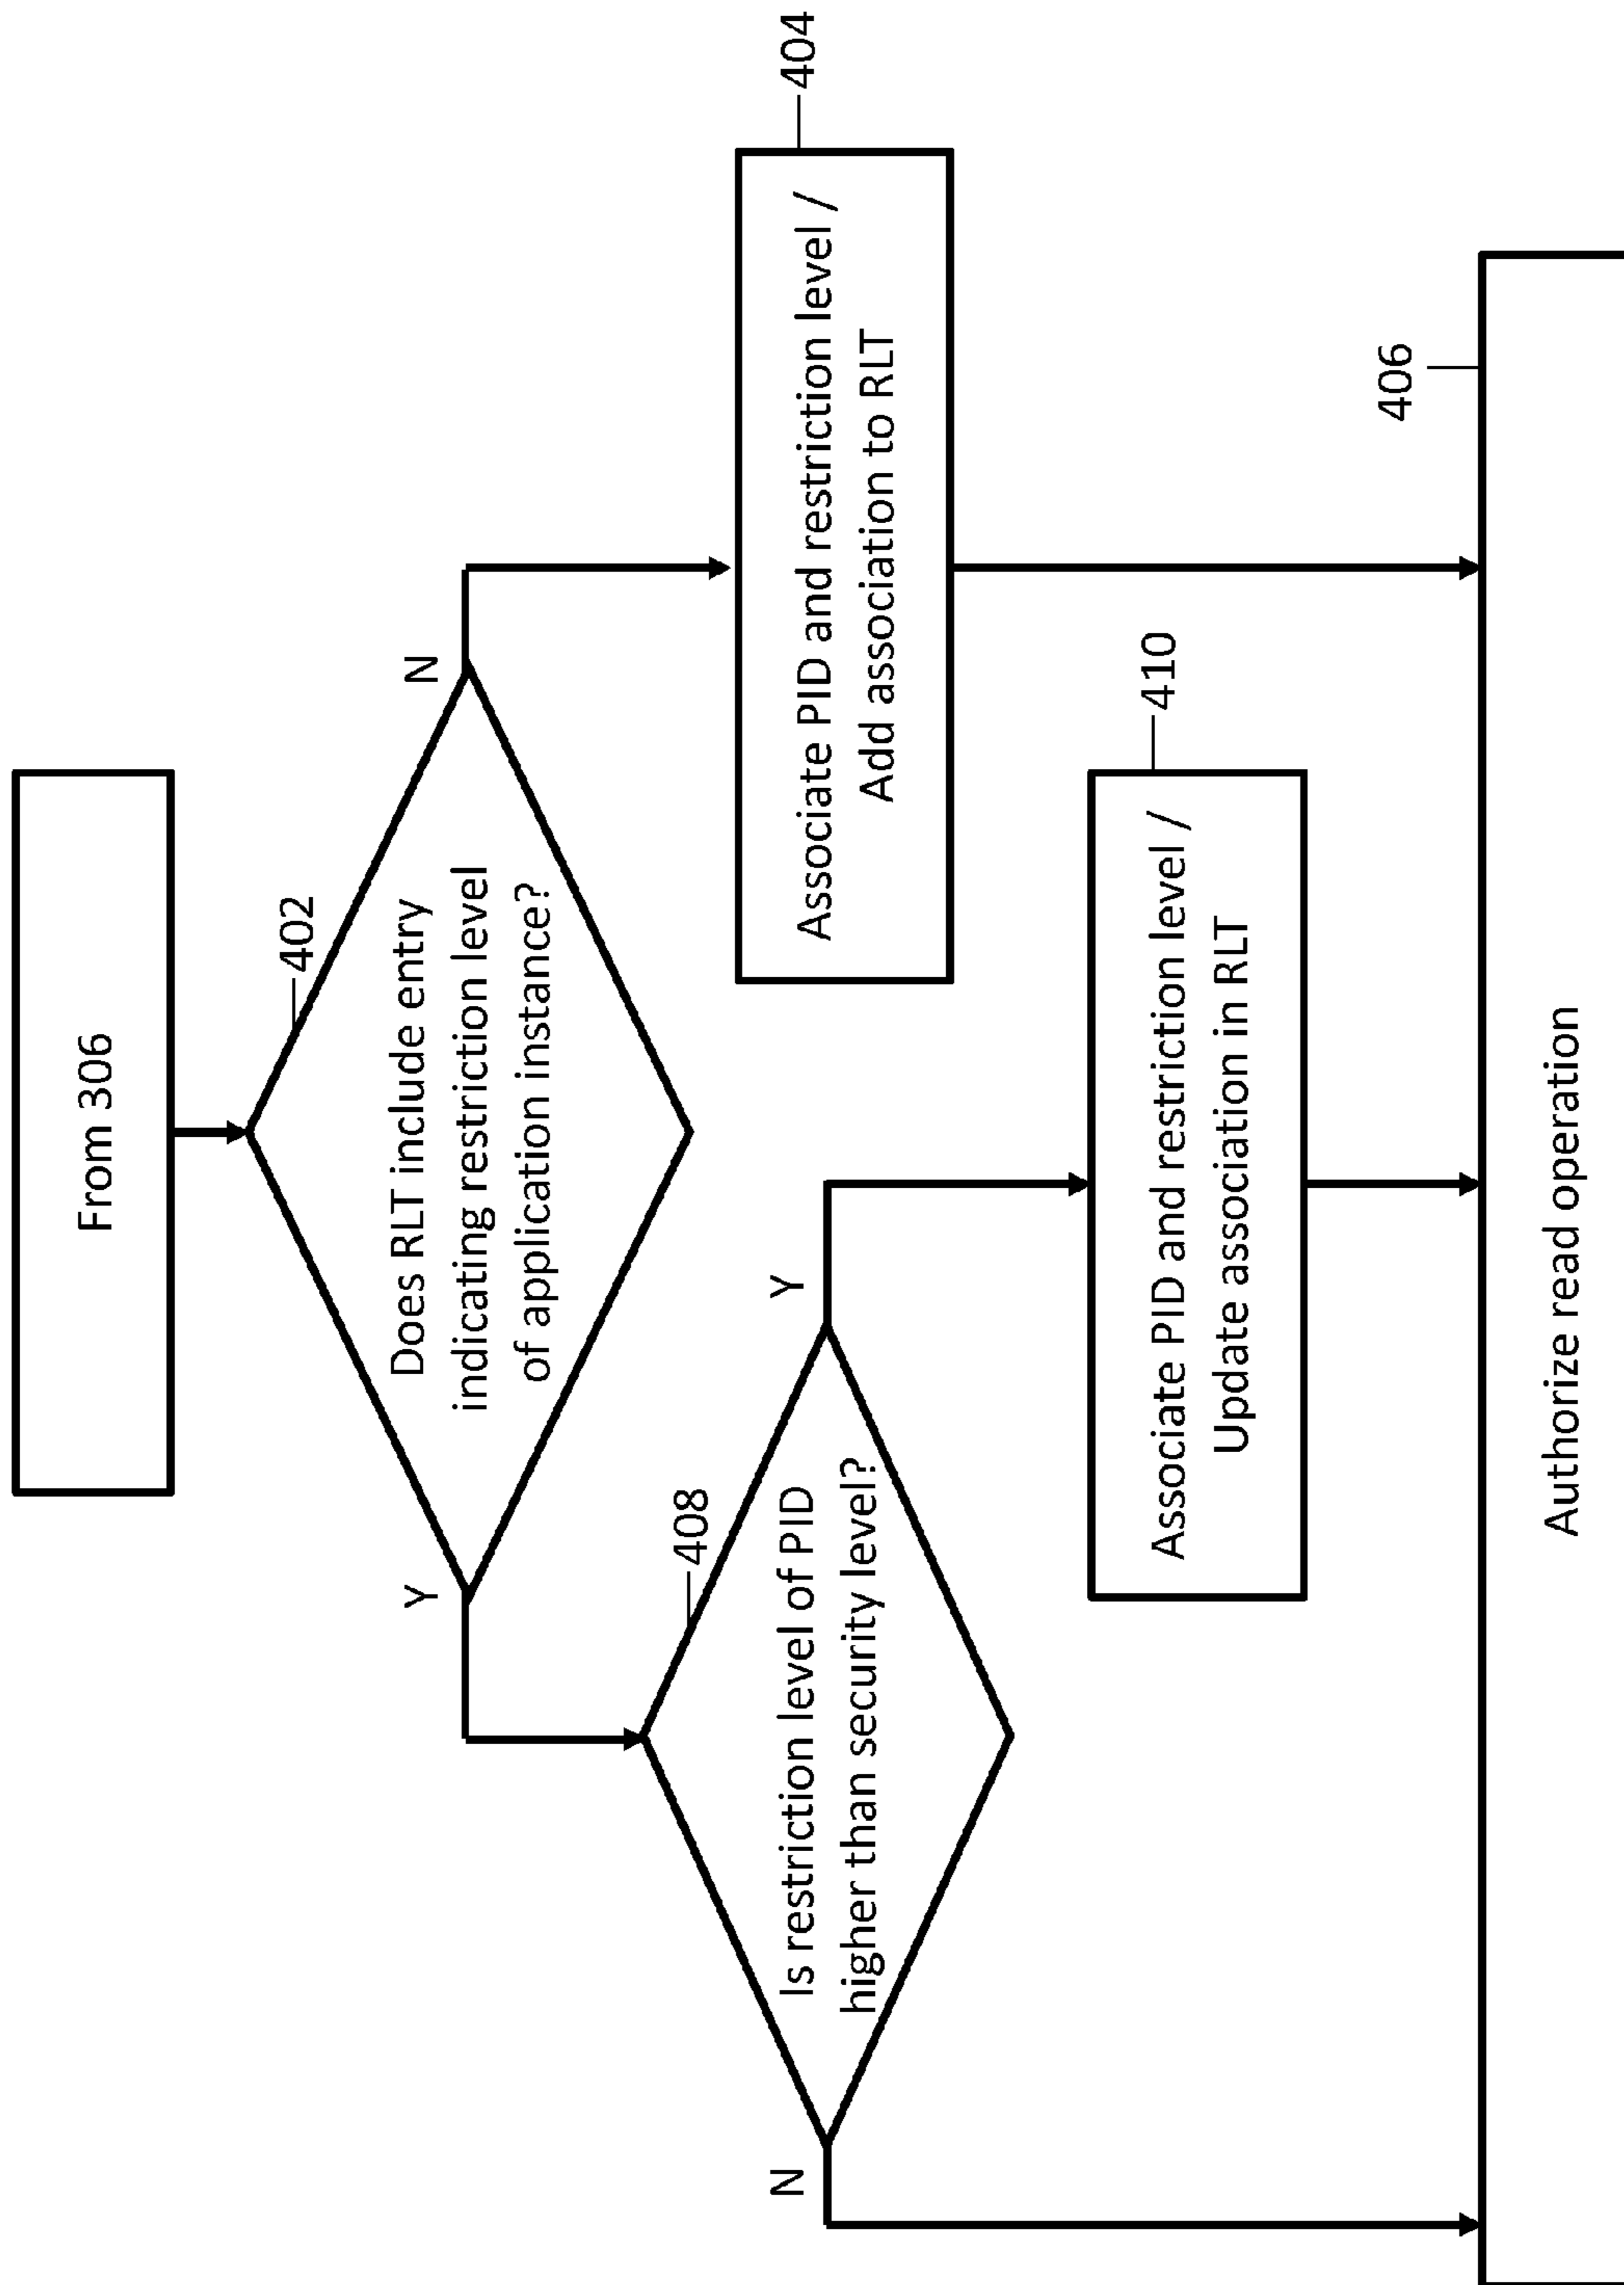 From 306
402
Does RLT include entry
indicating restriction level
of application instance?
Y
N
404
Associate PID and restriction level /
Add association to RLT
408
Is restriction level of PID
higher than security level?
N
Y
410
Associate PID and restriction level /
Update association in RLT
406
Authorize read operation